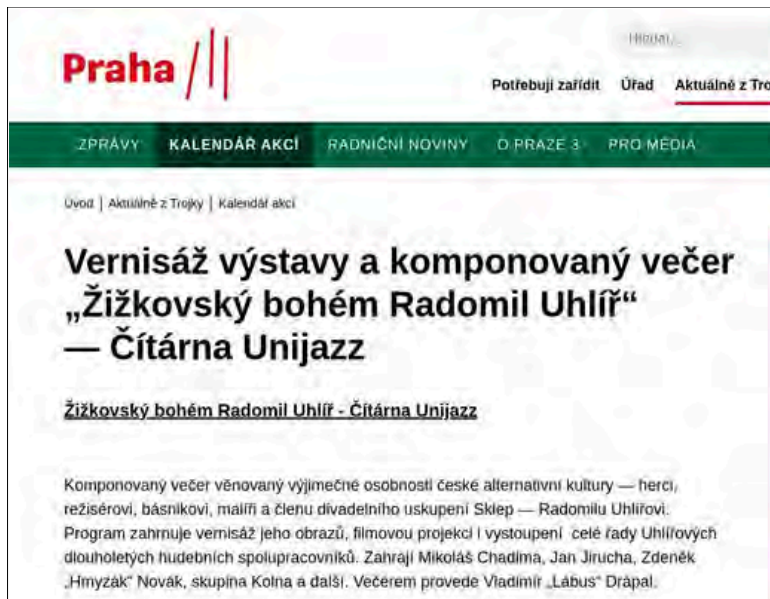 Hledat...
Praha
Potřebuji zařídit Úřad Aktuálně z Tro
ZPRÁVY KALENDÁŘ AKCÍ RADNIČNÍ NOVINY O PRAZE 3 PRO MÉDIA
Úvod | Aktuálně z Trojky | Kalendář akcí
Vernisáž výstavy a komponovaný večer
„Žižkovský bohém Radomil Uhlíř“
— Čítárna Unijazz
Žižkovský bohém Radomil Uhlíř - Čítárna Unijazz
Komponovaný večer věnovaný výjimečné osobnosti české alternativní kultury — herci,
režisérovi, básníkovi, malíři a členu divadelního uskupení Sklep — Radomilu Uhlířovi.
Program zahrnuje vernisáž jeho obrazů, filmovou projekci i vystoupení celé řady Uhlířových
dlouholetých hudebních spolupracovníků. Zahrají Mikoláš Chadima, Jan Jirucha, Zdeněk
„Hmyzák“ Novák, skupina Kolna a další. Večerem provede Vladimír „Lábus“ Drápal.